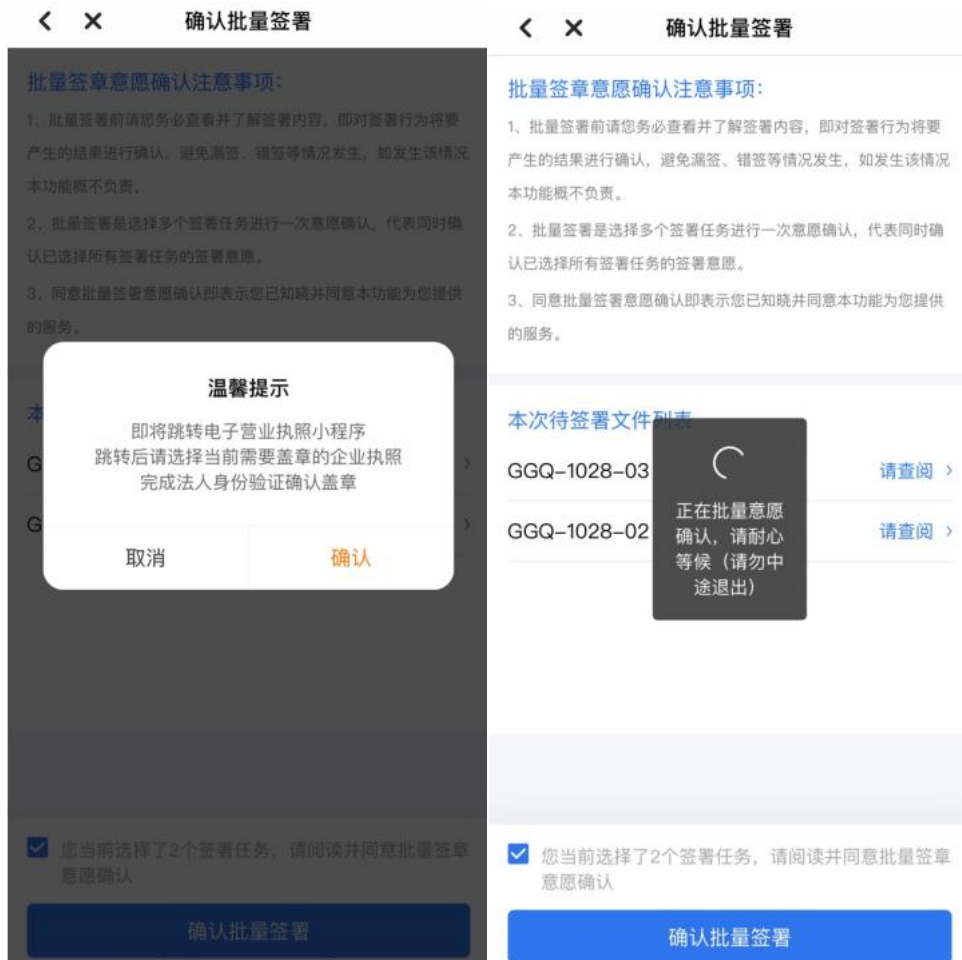 确认批量签署
批量签章意愿确认注意事项:
1、批量签署前请您务必查看并了解签署内容，即对签署行为将要
产生的结果进行确认，避免漏签、错签等情况发生，如发生该情况
本功能概不负责。
2、批量签署是选择多个签署任务进行一次意愿确认，代表同时确
认已选择所有签署任务的签署意愿。
3、同意批量签署意愿确认即表示您已知晓并同意本功能为您提供
的服务。
温馨提示
即将跳转电子营业执照小程序
跳转后请选择当前需要盖章的企业执照
完成法人身份验证确认盖章
取消
确认
本
G
G
您当前选择了2个签署任务，请阅读并同意批量签章
意愿确认
确认批量签署
确认批量签署
批量签章意愿确认注意事项:
1、批量签署前请您务必查看并了解签署内容，即对签署行为将要
产生的结果进行确认，避免漏签、错签等情况发生，如发生该情况
本功能概不负责。
2、批量签署是选择多个签署任务进行一次意愿确认，代表同时确
认已选择所有签署任务的签署意愿。
3、同意批量签署意愿确认即表示您已知晓并同意本功能为您提供
的服务。
本次待签署文件列表
GGQ-1028-03
请查阅
GGQ-1028-02
请查阅
正在批量意愿
确认，请耐心
等候（请勿中
途退出）
您当前选择了2个签署任务，请阅读并同意批量签章
意愿确认
确认批量签署